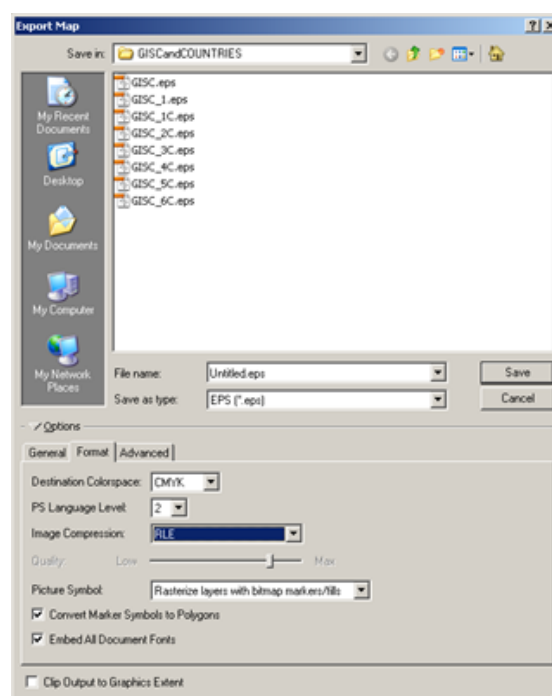 Export Map
Save in: GISCandCOUNTRIES
My Recent Documents
Desktop
My Documents
My Computer
My Network Places
GISC.eps
GISC_1.eps
GISC_1C.eps
GISC_2C.eps
GISC_3C.eps
GISC_4C.eps
GISC_5C.eps
GISC_6C.eps
File name: Untitled.eps Save
Save as type: EPS (*.eps) Cancel
Options
General Format Advanced
Destination Colorspace: CMYK
PS Language Level: 2
Image Compression: RLE
Quality: Low Max
Picture Symbol: Rasterize layers with bitmap markers/fills
Convert Marker Symbols to Polygons
Embed All Document Fonts
Clip Output to Graphics Extent